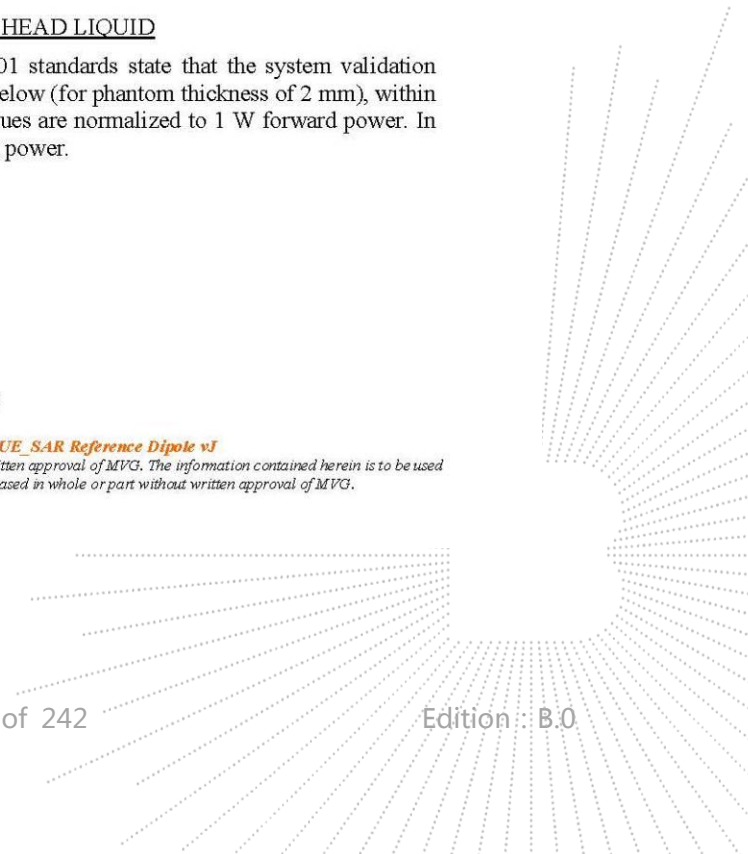 HEAD LIQUID
01 standards state that the system validation
elow (for phantom thickness of 2 mm), within
ues are normalized to 1 W forward power. In
power.
UE_SAR Reference Dipole vJ
tten approval of MVG. The information contained herein is to be used
ased in whole or part without written approval of MVG.
of 242
Edition : B.0